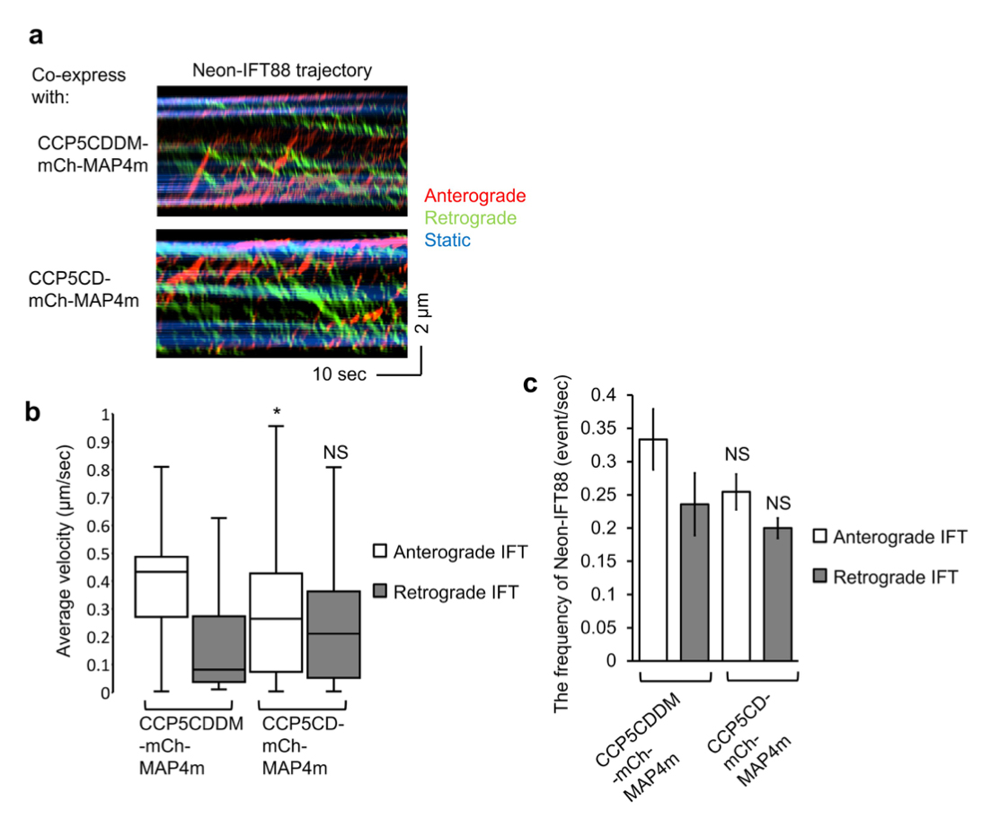 a
Co-express
with:
Neon-IFT88 trajectory
CCP5CDDM-
mCh-MAP4m
Anterograde
Retrograde
Static
CCP5CD-
mCh-MAP4m
2 μm
10 sec
b
Average velocity (μm/sec)
1
0.9
0.8
0.7
0.6
0.5
0.4
0.3
0.2
0.1
0
*
NS
Anterograde IFT
Retrograde IFT
CCP5CDDM
-mCh-
MAP4m
CCP5CD-
mCh-
MAP4m
c
The frequency of Neon-IFT88 (event/sec)
0.4
0.35
0.3
0.25
0.2
0.15
0.1
0.05
0
NS
NS
Anterograde IFT
Retrograde IFT
CCP5CDDM
-mCh-
MAP4m
CCP5CD-
mCh-
MAP4m